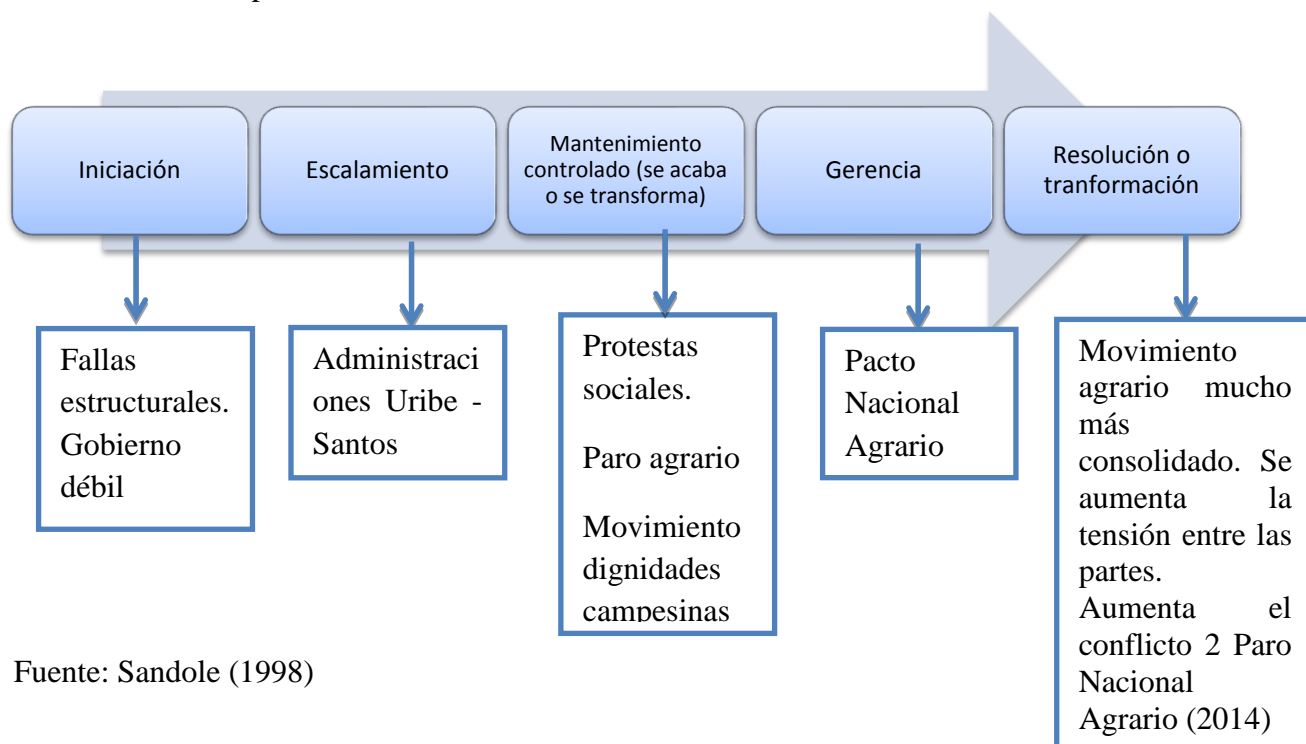 Iniciación
Escalamiento
Mantenimiento
controlado (se acaba
o se transforma)
Gerencia
Resolución o
tranformación
Fallas
estructurales.
Gobierno
débil
Administraci
ones Uribe -
Santos
Protestas
sociales.
Paro agrario
Movimiento
dignidades
campesinas
Pacto
Nacional
Agrario
Movimiento
agrario mucho
más
consolidado. Se
aumenta la
tensión entre las
partes.
Aumenta el
conflicto 2 Paro
Nacional
Agrario (2014)
Fuente: Sandole (1998)